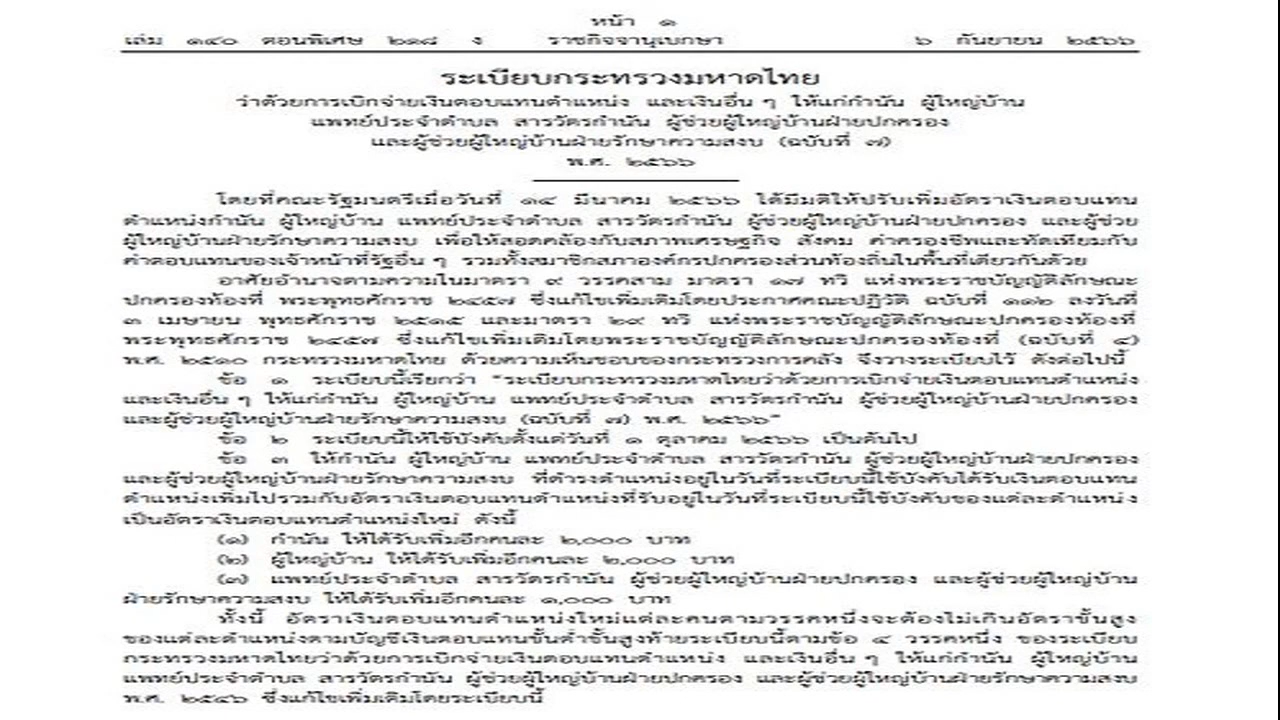 หน้า ๑
เล่ม ๑๔๐ ตอนพิเศษ ๒๑๘ ง ราชกิจจานุเบกษา ๖ กันยายน ๒๕๖๖
ระเบียบกระทรวงมหาดไทย
ว่าด้วยการเบิกจ่ายเงินตอบแทนตำแหน่ง และเงินอื่น ๆ ให้แก่กำนัน ผู้ใหญ่บ้าน
แพทย์ประจำตำบล สารวัตรกำนัน ผู้ช่วยผู้ใหญ่บ้านฝ่ายปกครอง
และผู้ช่วยผู้ใหญ่บ้านฝ่ายรักษาความสงบ (ฉบับที่ ๗)
พ.ศ. ๒๕๖๖
โดยที่คณะรัฐมนตรีเมื่อวันที่ ๑๔ มีนาคม ๒๕๖๖ ได้มีมติให้ปรับเพิ่มอัตราเงินตอบแทน
ตำแหน่งกำนัน ผู้ใหญ่บ้าน แพทย์ประจำตำบล สารวัตรกำนัน ผู้ช่วยผู้ใหญ่บ้านฝ่ายปกครอง และผู้ช่วย
ผู้ใหญ่บ้านฝ่ายรักษาความสงบ เพื่อให้สอดคล้องกับสภาพเศรษฐกิจ สังคม ค่าครองชีพและทัดเทียมกับ
ค่าตอบแทนของเจ้าหน้าที่รัฐอื่น ๆ รวมทั้งสมาชิกสภาองค์กรปกครองส่วนท้องถิ่นในพื้นที่เดียวกันด้วย
อาศัยอำนาจตามความในมาตรา ๙ วรรคสาม มาตรา ๑๗ ทวิ แห่งพระราชบัญญัติลักษณะ
ปกครองท้องที่ พระพุทธศักราช ๒๔๕๗ ซึ่งแก้ไขเพิ่มเติมโดยประกาศคณะปฏิวัติ ฉบับที่ ๑๑๒ ลงวันที่
๓ เมษายน พุทธศักราช ๒๕๑๕ และมาตรา ๒๙ ทวิ แห่งพระราชบัญญัติลักษณะปกครองท้องที่
พระพุทธศักราช ๒๔๕๗ ซึ่งแก้ไขเพิ่มเติมโดยพระราชบัญญัติลักษณะปกครองท้องที่ (ฉบับที่ ๔)
พ.ศ. ๒๕๑๐ กระทรวงมหาดไทย ด้วยความเห็นชอบของกระทรวงการคลัง จึงวางระเบียบไว้ ดังต่อไปนี้
ข้อ ๑ ระเบียบนี้เรียกว่า “ระเบียบกระทรวงมหาดไทยว่าด้วยการเบิกจ่ายเงินตอบแทนตำแหน่ง
และเงินอื่น ๆ ให้แก่กำนัน ผู้ใหญ่บ้าน แพทย์ประจำตำบล สารวัตรกำนัน ผู้ช่วยผู้ใหญ่บ้านฝ่ายปกครอง
และผู้ช่วยผู้ใหญ่บ้านฝ่ายรักษาความสงบ (ฉบับที่ ๗) พ.ศ. ๒๕๖๖”
ข้อ ๒ ระเบียบนี้ให้ใช้บังคับตั้งแต่วันที่ ๑ ตุลาคม ๒๕๖๖ เป็นต้นไป
ข้อ ๓ ให้กำนัน ผู้ใหญ่บ้าน แพทย์ประจำตำบล สารวัตรกำนัน ผู้ช่วยผู้ใหญ่บ้านฝ่ายปกครอง
และผู้ช่วยผู้ใหญ่บ้านฝ่ายรักษาความสงบ ที่ดำรงตำแหน่งอยู่ในวันที่ระเบียบนี้ใช้บังคับได้รับเงินตอบแทน
ตำแหน่งเพิ่มไปรวมกับอัตราเงินตอบแทนตำแหน่งที่รับอยู่ในวันที่ระเบียบนี้ใช้บังคับของแต่ละตำแหน่ง
เป็นอัตราเงินตอบแทนตำแหน่งใหม่ ดังนี้
(๑) กำนัน ให้ได้รับเพิ่มอีกคนละ ๒,๐๐๐ บาท
(๒) ผู้ใหญ่บ้าน ให้ได้รับเพิ่มอีกคนละ ๒,๐๐๐ บาท
(๓) แพทย์ประจำตำบล สารวัตรกำนัน ผู้ช่วยผู้ใหญ่บ้านฝ่ายปกครอง และผู้ช่วยผู้ใหญ่บ้าน
ฝ่ายรักษาความสงบ ให้ได้รับเพิ่มอีกคนละ ๑,๐๐๐ บาท
ทั้งนี้ อัตราเงินตอบแทนตำแหน่งใหม่แต่ละคนตามวรรคหนึ่งจะต้องไม่เกินอัตราขั้นสูง
ของแต่ละตำแหน่งตามบัญชีเงินตอบแทนขั้นต่ำขั้นสูงท้ายระเบียบนี้ตามข้อ ๔ วรรคหนึ่ง ของระเบียบ
กระทรวงมหาดไทยว่าด้วยการเบิกจ่ายเงินตอบแทนตำแหน่ง และเงินอื่น ๆ ให้แก่กำนัน ผู้ใหญ่บ้าน
แพทย์ประจำตำบล สารวัตรกำนัน ผู้ช่วยผู้ใหญ่บ้านฝ่ายปกครอง และผู้ช่วยผู้ใหญ่บ้านฝ่ายรักษาความสงบ
พ.ศ. ๒๕๔๖ ซึ่งแก้ไขเพิ่มเติมโดยระเบียบนี้